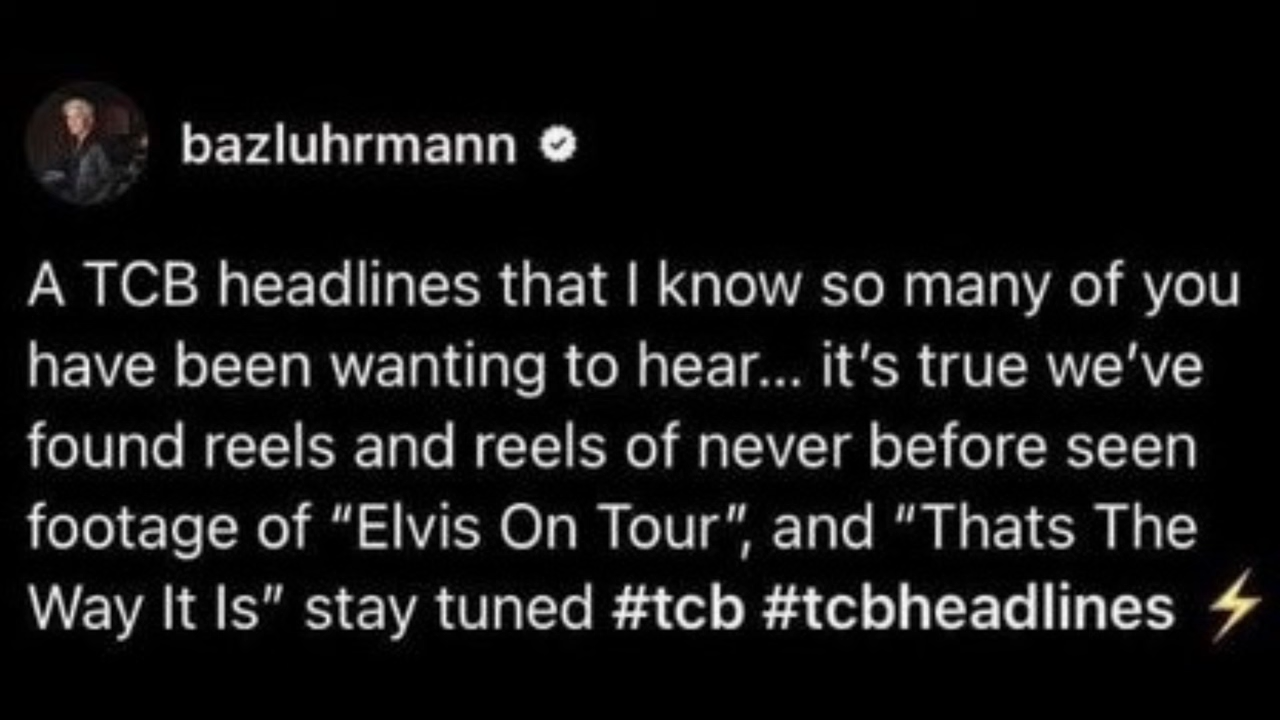 bazluhrmann
A TCB headlines that I know so many of you
have been wanting to hear... it's true we've
found reels and reels of never before seen
footage of “Elvis On Tour”, and “Thats The
Way It Is” stay tuned #tcb #tcbheadlines ⚡